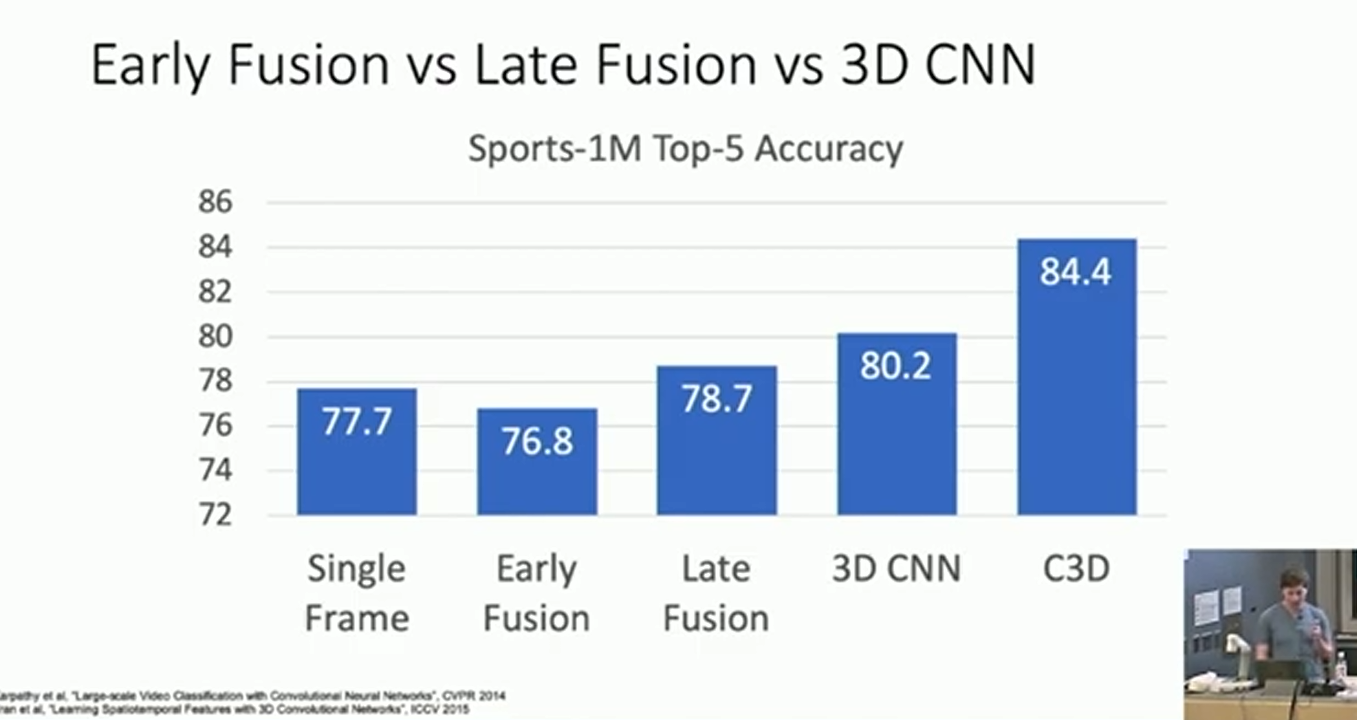 Early Fusion vs Late Fusion vs 3D CNN
Sports-1M Top-5 Accuracy
86
84
82
80
78
76
74
72
77.7
76.8
78.7
80.2
84.4
Single Frame
Early Fusion
Late Fusion
3D CNN
C3D
arpathy et al, "Large-scale Video Classification with Convolutional Neural Networks", CVPR 2014
ran et al, "Learning Spatiotemporal Features with 3D Convolutional Networks", ICCV 2015